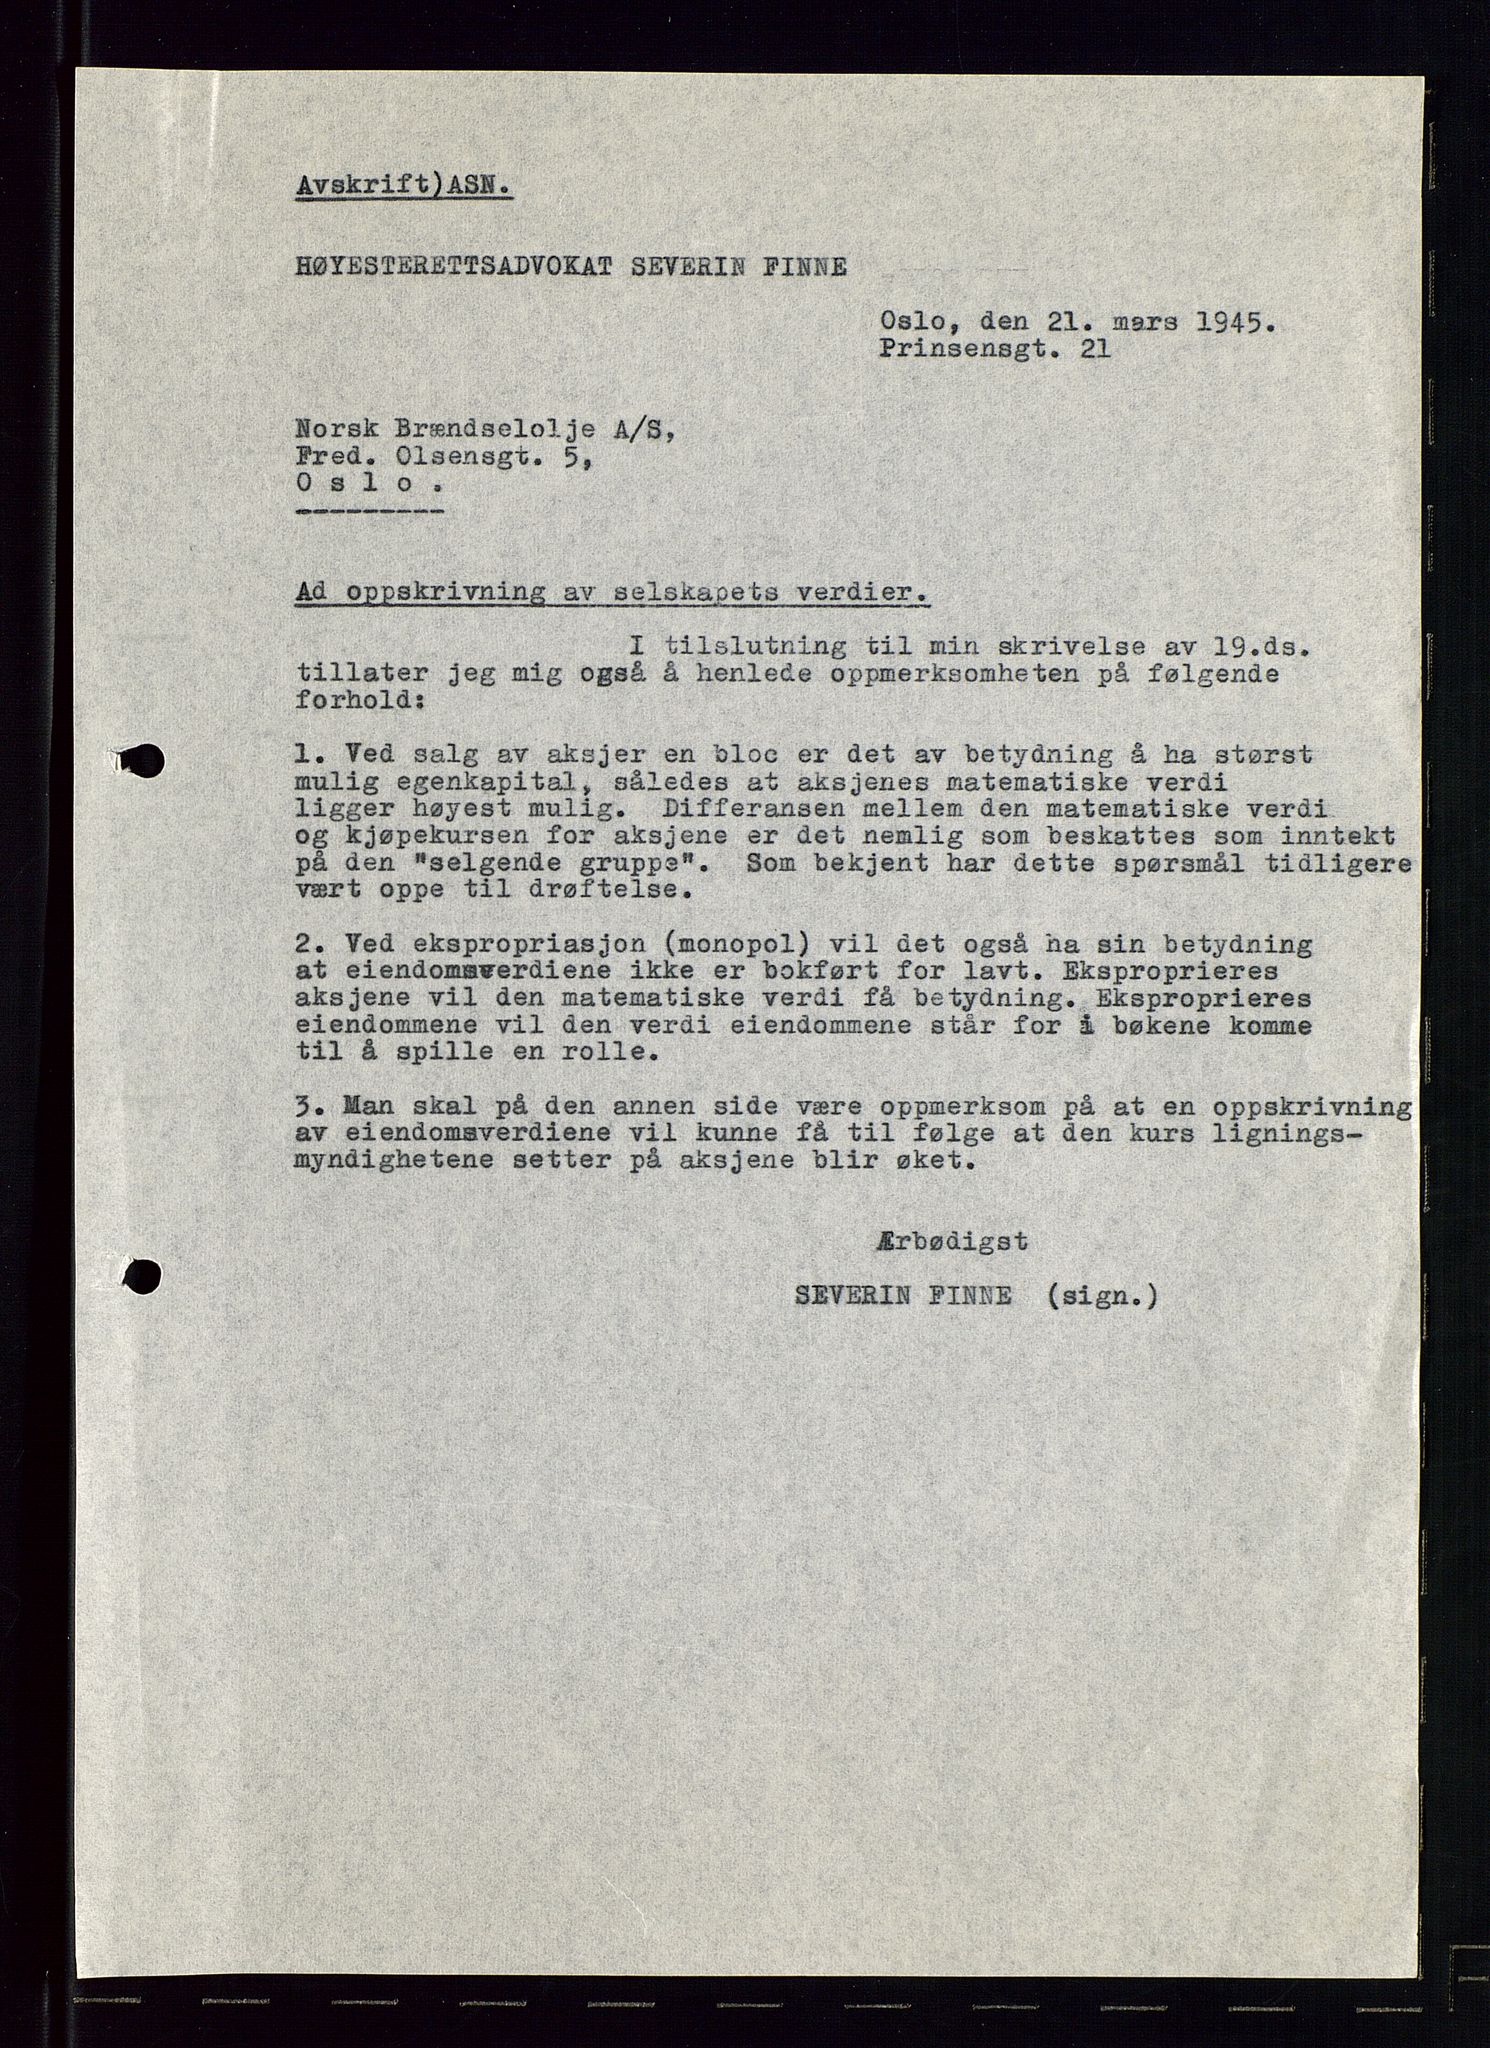 Avskrift)ASN.
HØYESTERETTSADVOKAT SEVERIN FINNE
Oslo, den 21. mars 1945.
Prinsensgt. 21
Norsk Brændselolje A/S,
Fred. Olsensgt. 5,
O s l o .
---------
Ad oppskrivning av selskapets verdier.
I tilslutning til min skrivelse av 19.ds.
tillater jeg mig også å henlede oppmerksomheten på følgende
forhold:
1. Ved salg av aksjer en bloc er det av betydning å ha størst
mulig egenkapital, således at aksjenes matematiske verdi
ligger høyest mulig. Differansen mellem den matematiske verdi
og kjøpekursen for aksjene er det nemlig som beskattes som inntekt
på den "selgende gruppe". Som bekjent har dette spørsmål tidligere
vært oppe til drøftelse.
2. Ved ekspropriasjon (monopol) vil det også ha sin betydning
at eiendomsverdiene ikke er bokført for lavt. Eksproprieres
aksjene vil den matematiske verdi få betydning. Eksproprieres
eiendommene vil den verdi eiendommene står for i bøkene komme
til å spille en rolle.
3. Man skal på den annen side være oppmerksom på at en oppskrivning
av eiendomsverdiene vil kunne få til følge at den kurs lignings-
myndighetene setter på aksjene blir øket.
Ærbødigst
SEVERIN FINNE (sign.)